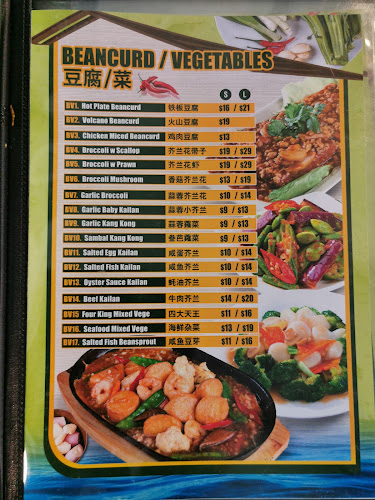 BEANCURD / VEGETABLES
豆腐/菜
S L
BV1. Hot Plate Beancurd 铁板豆腐 $16 / $21
BV2. Volcano Beancurd 火山豆腐 $19
BV3. Chicken Miced Beancurd 鸡肉豆腐 $13
BV4. Broccoli w Scallop 芥兰花带子 $19 / $29
BV5. Broccoli w Prawn 芥兰花虾 $19 / $29
BV6. Broccoli Mushroom 香菇芥兰花 $13 / $19
BV7. Garlic Broccoli 蒜蓉芥兰花 $10 / $14
BV8. Garlic Baby Kailan 蒜蓉小芥兰 $9 / $13
BV9. Garlic Kang Kong 蒜蓉蕹菜 $9 / $13
BV10. Sambal Kang Kong 叁芭蕹菜 $9 / $13
BV11. Salted Egg Kailan 咸蛋芥兰 $10 / $14
BV12. Salted Fish Kailan 咸鱼芥兰 $10 / $14
BV13. Oyster Sauce Kailan 蚝油芥兰 $10 / $14
BV14. Beef Kailan 牛肉芥兰 $14 / $20
BV15 Four King Mixed Vege 四大天王 $11 / $16
BV16. Seafood Mixed Vege 海鲜杂菜 $13 / $19
BV17. Salted Fish Beansprout 咸鱼豆芽 $11 / $16